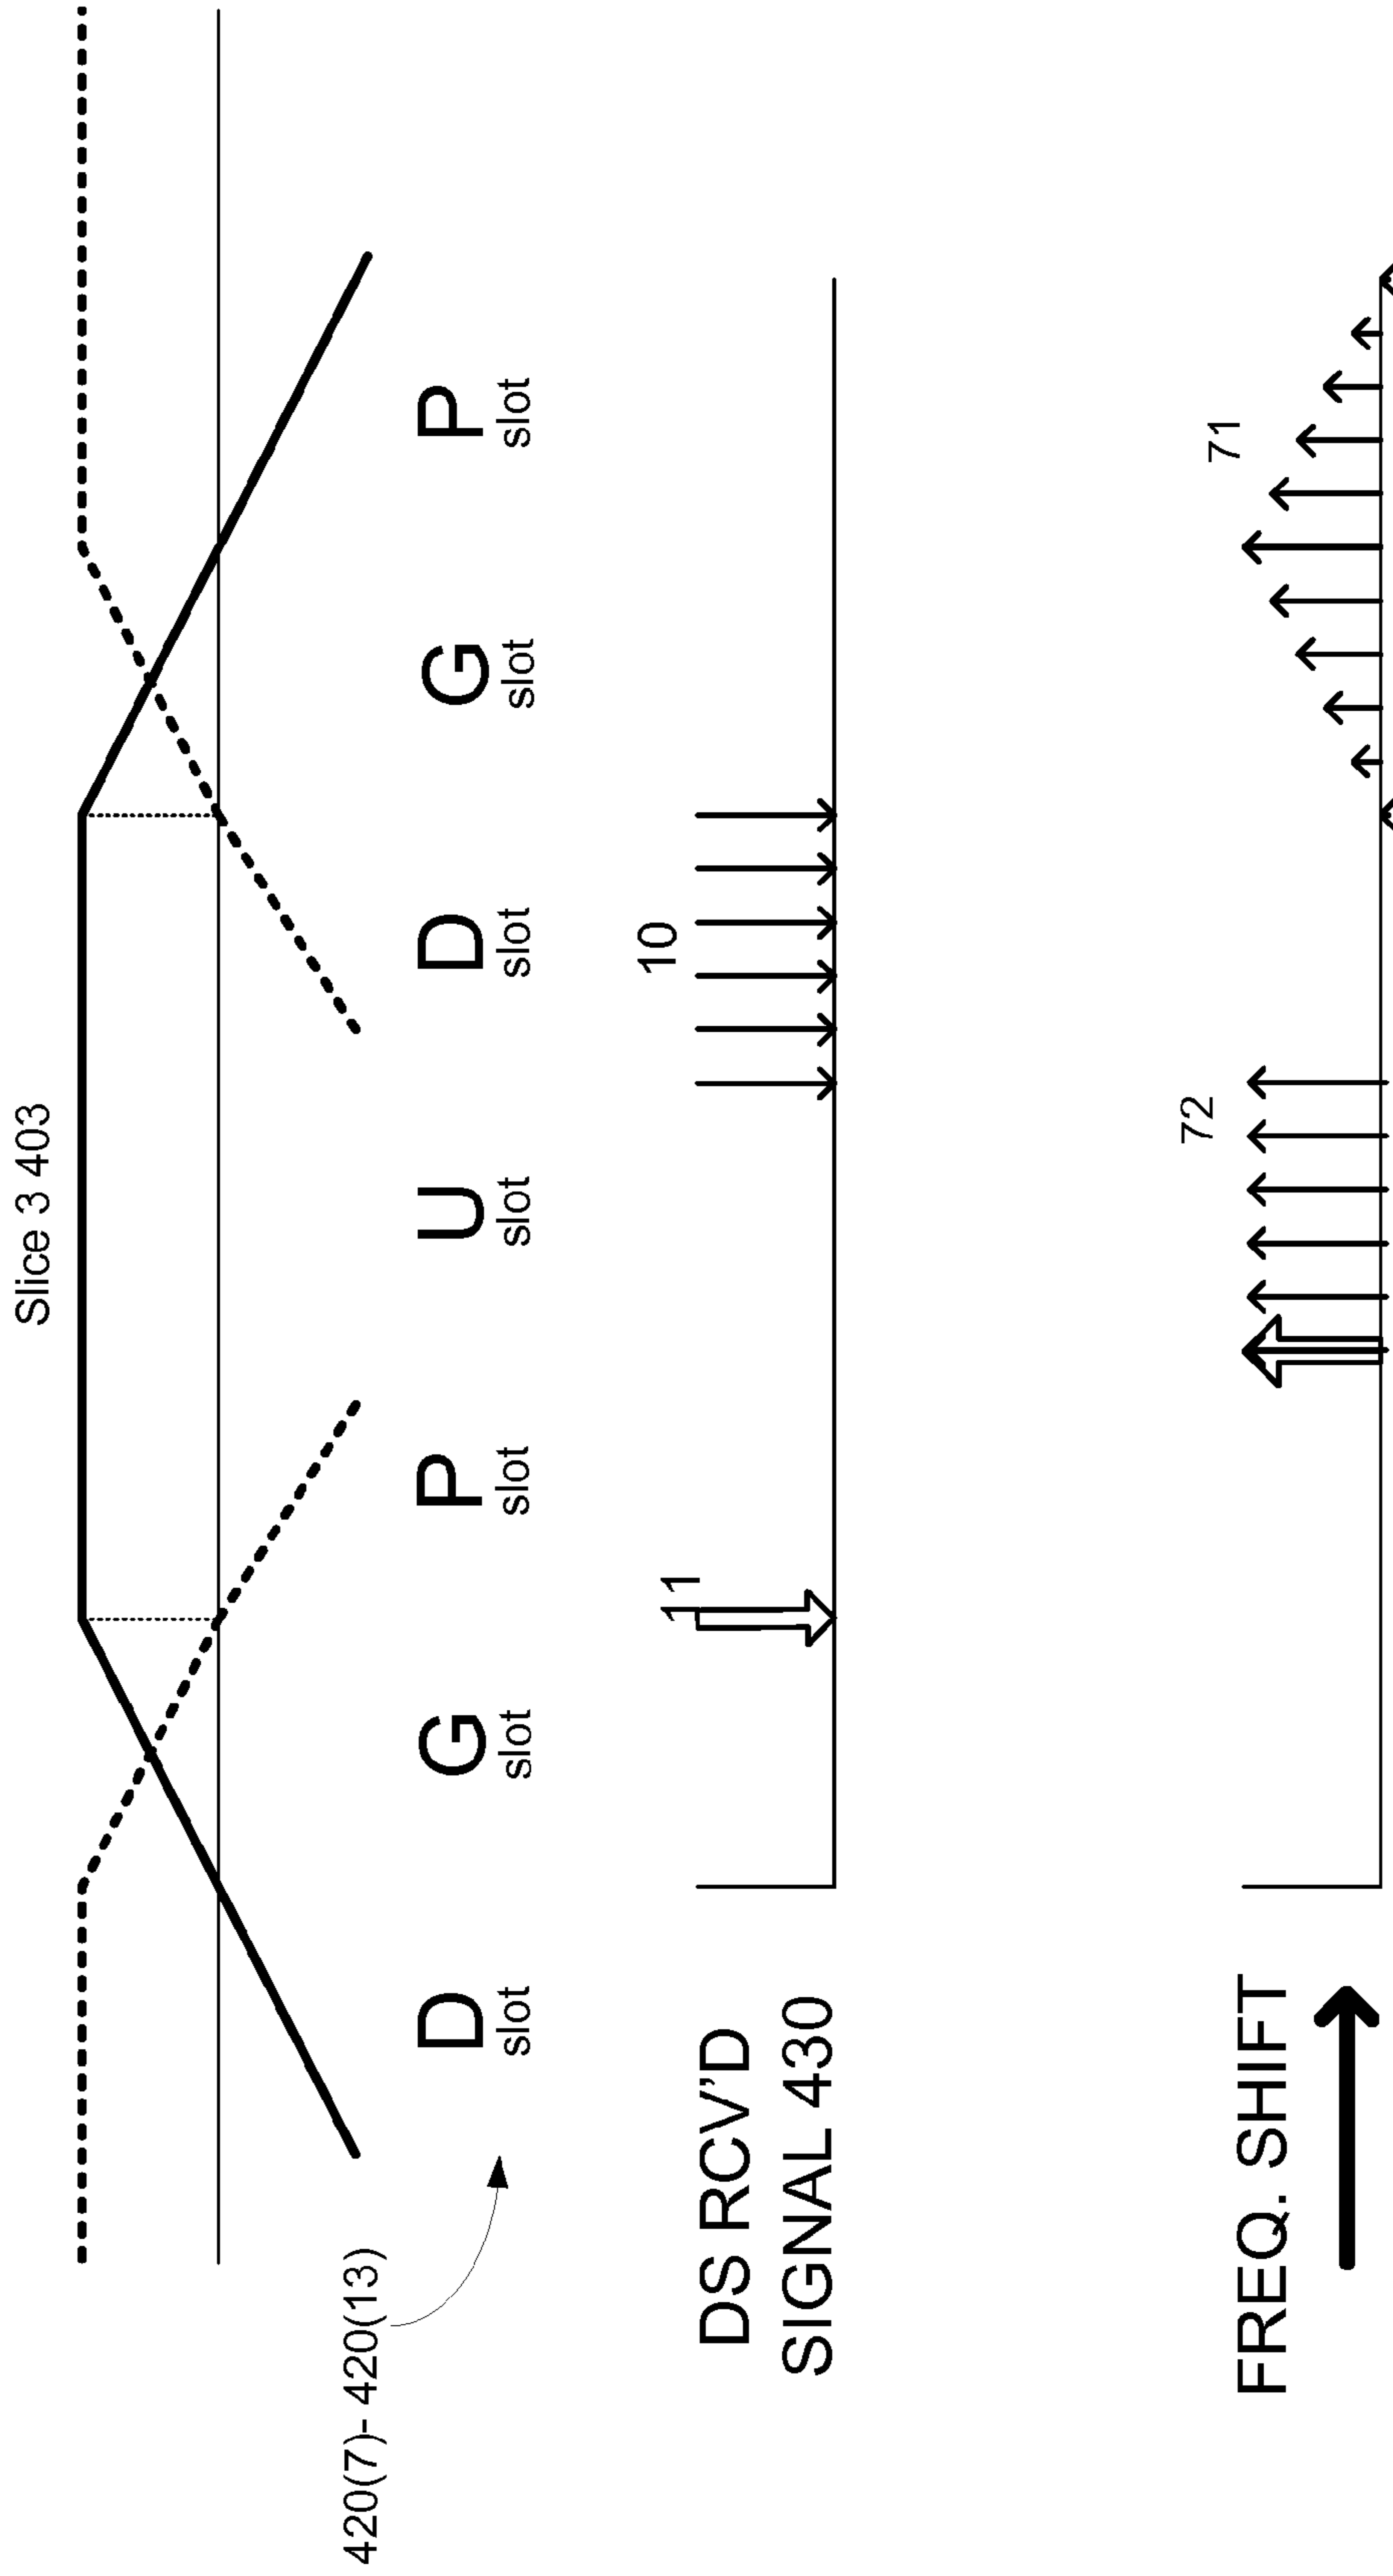 Slice 3 403
420(7)- 420(13)
D
slot
G
slot
P
slot
U
slot
D
slot
G
slot
P
slot
DS RCV'D
SIGNAL 430
11
10
FREQ. SHIFT
72
71